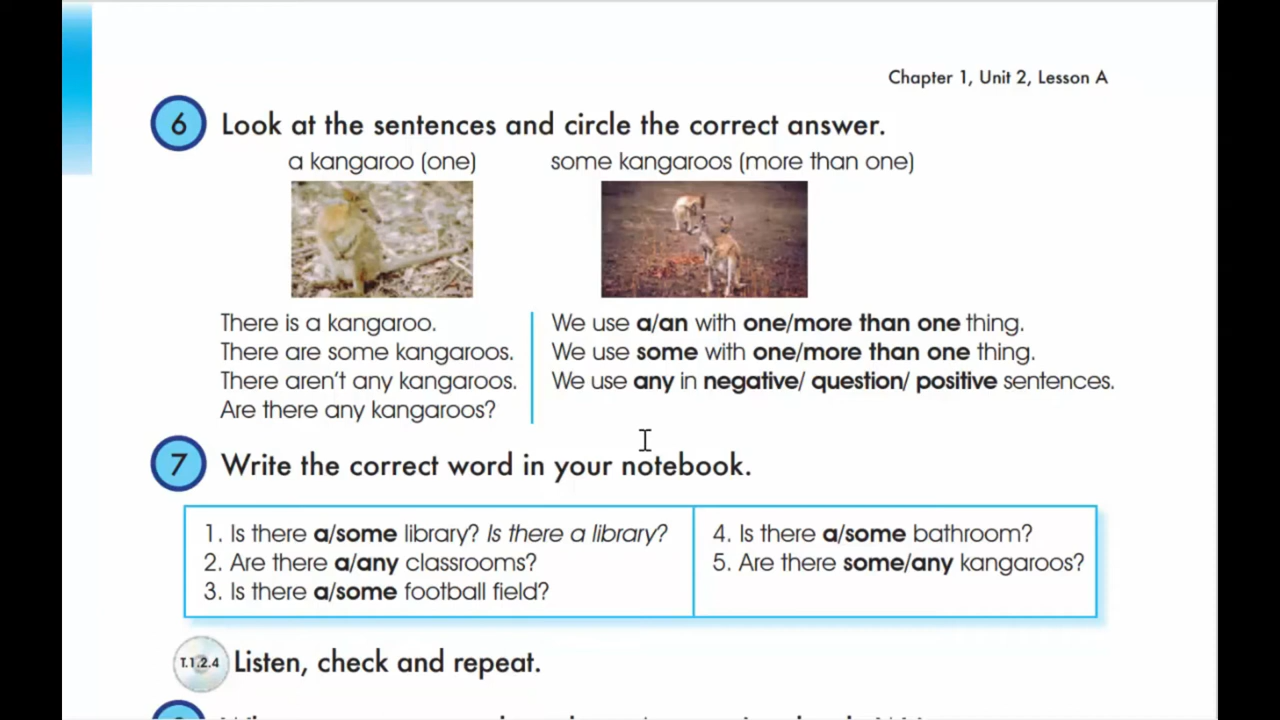 Chapter 1, Unit 2, Lesson A
6 Look at the sentences and circle the correct answer.
a kangaroo (one)
some kangaroos (more than one)
There is a kangaroo.
There are some kangaroos.
There aren't any kangaroos.
Are there any kangaroos?
We use a/an with one/more than one thing.
We use some with one/more than one thing.
We use any in negative/ question/ positive sentences.
7 Write the correct word in your notebook.
1. Is there a/some library? Is there a library?
2. Are there a/any classrooms?
3. Is there a/some football field?
4. Is there a/some bathroom?
5. Are there some/any kangaroos?
T.1.2.4 Listen, check and repeat.